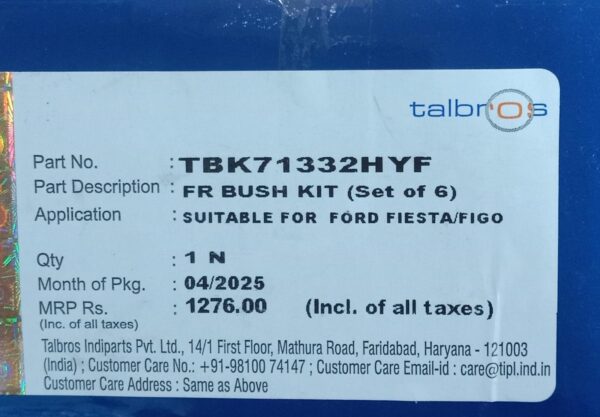 talbros
Part No. : TBK71332HYF
Part Description : FR BUSH KIT (Set of 6)
Application : SUITABLE FOR FORD FIESTA/FIGO
Qty : 1 N
Month of Pkg. : 04/2025
MRP Rs. : 1276.00 (Incl. of all taxes)
(Inc. of all taxes)
Talbros Indiparts Pvt. Ltd., 14/1 First Floor, Mathura Road, Faridabad, Haryana - 121003
(India) ; Customer Care No.: +91-98100 74147 ; Customer Care Email-id : care@tipl.ind.in
Customer Care Address : Same as Above